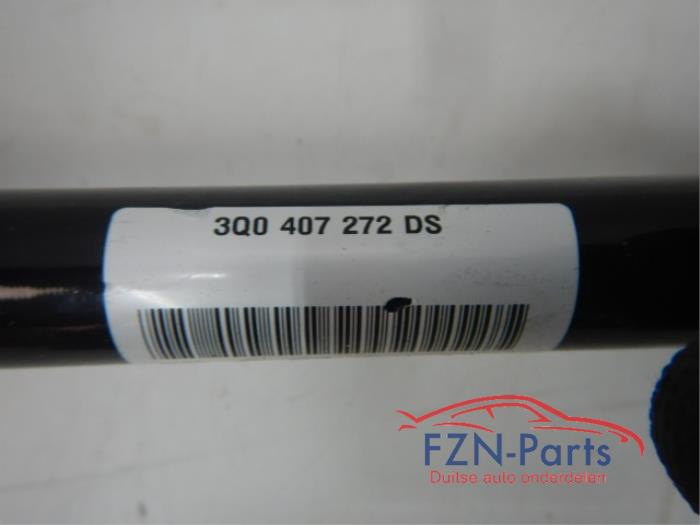 3Q0 407 272 DS
FZN-Parts
Duitse auto onderdelen